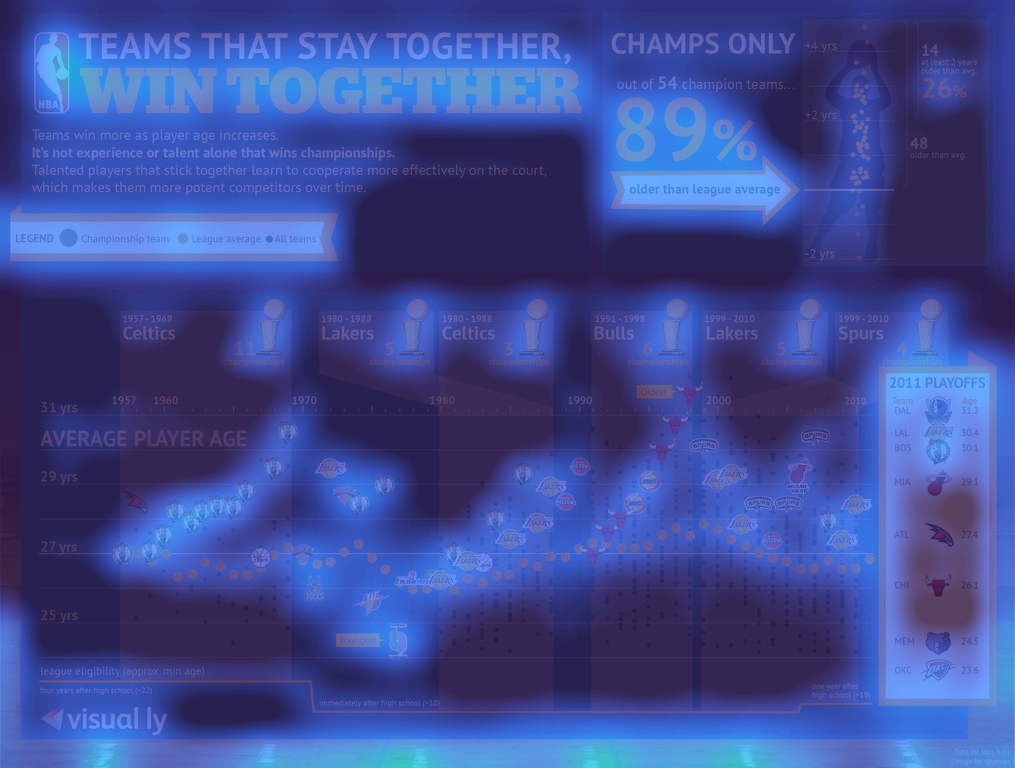 TEAMS THAT STAY TOGETHER,
WIN TOGETHER
NBA
Teams win more as player age increases.
It's not experience or talent alone that wins championships.
Talented players that stick together learn to cooperate more effectively on the court,
which makes them more potent competitors over time.
LEGEND Championship team League average All teams
CHAMPS ONLY
out of 54 champion teams...
89%
older than league average
+4 yrs
+2 yrs
-2 yrs
14
at least 2 years
older than avg.
26%
48
older than avg.
1957 - 1969
Celtics
11
championships
1980 - 1988
Lakers
5
championships
1980 - 1988
Celtics
3
championships
1991 - 1998
Bulls
6
championships
1999 - 2010
Lakers
5
championships
1999 - 2010
Spurs
4
championships
1957 1960 1970 1980 1990 2000 2010
Oldest
31 yrs
AVERAGE PLAYER AGE
29 yrs
27 yrs
25 yrs
Youngest
league eligibility (approx. min age)
four years after high school (~22)
immediately after high school (~18)
one year after
high school (~19)
2011 PLAYOFFS
Team Age
DAL 31.2
LAL 30.4
BOS 30.1
MIA 29.1
ATL 27.4
CHI 26.1
MEM 24.5
OKC 23.6
visual ly